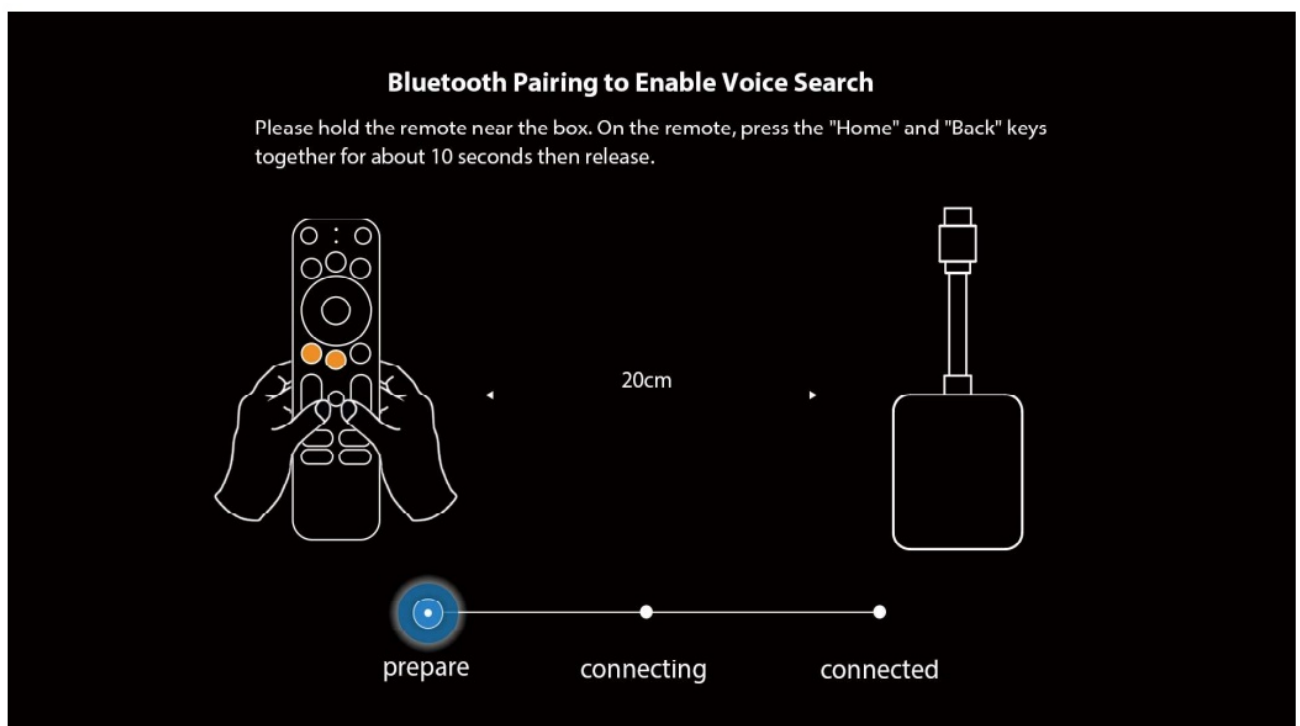 Bluetooth Pairing to Enable Voice Search
Please hold the remote near the box. On the remote, press the "Home" and "Back" keys
together for about 10 seconds then release.
20cm
prepare
connecting
connected